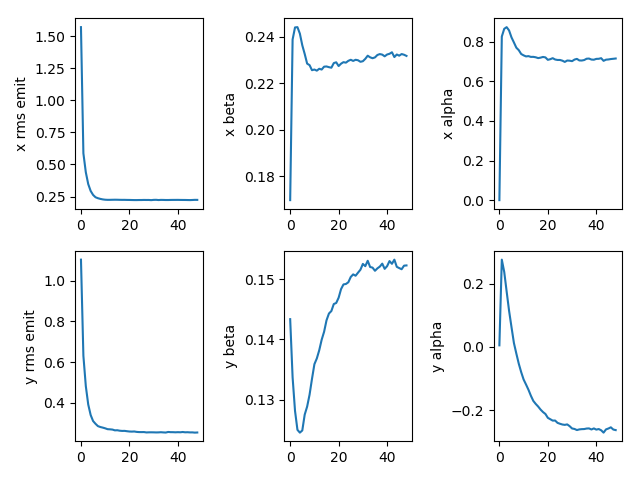 x rms emit
1.50
1.25
1.00
0.75
0.50
0.25
0 20 40
x beta
0.24
0.22
0.20
0.18
0 20 40
x alpha
0.8
0.6
0.4
0.2
0.0
0 20 40
y rms emit
1.0
0.8
0.6
0.4
0 20 40
y beta
0.15
0.14
0.13
0 20 40
y alpha
0.2
0.0
−0.2
0 20 40